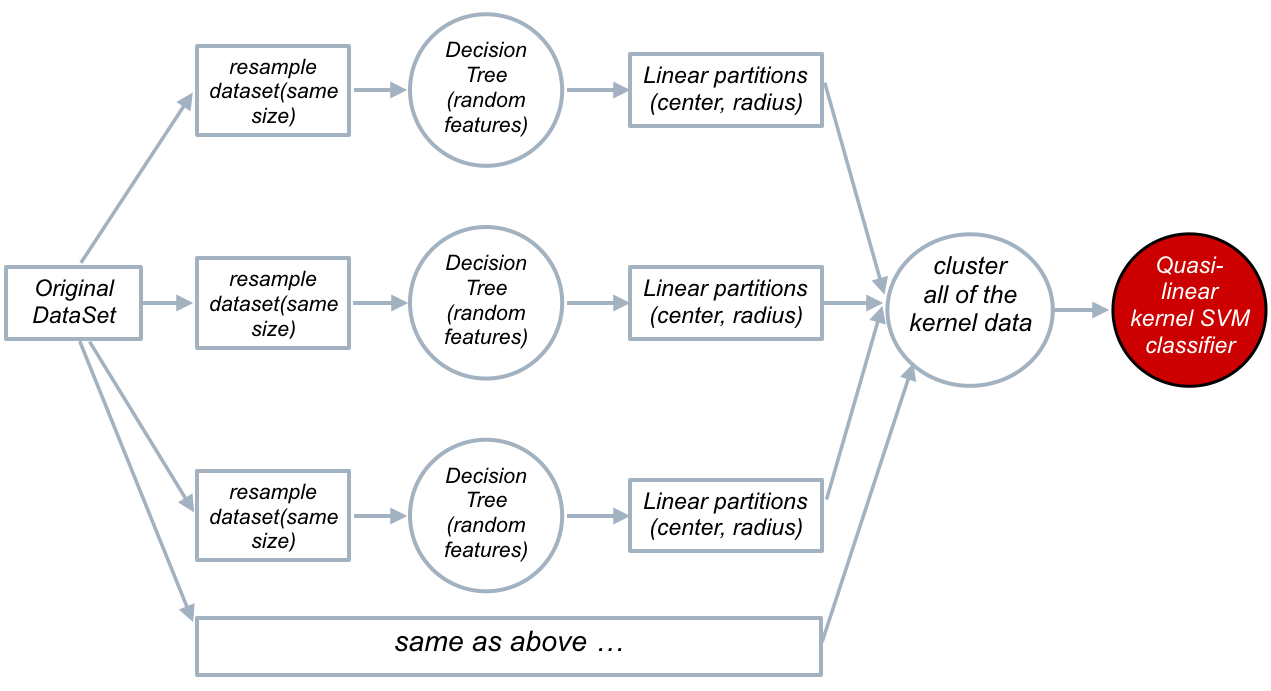 resample
dataset(same
size)
Decision
Tree
(random
features)
Linear partitions
(center, radius)
Original
DataSet
resample
dataset(same
size)
Decision
Tree
(random
features)
Linear partitions
(center, radius)
cluster
all of the
kernel data
Quasi-
linear
kernel SVM
classifier
resample
dataset(same
size)
Decision
Tree
(random
features)
Linear partitions
(center, radius)
same as above …